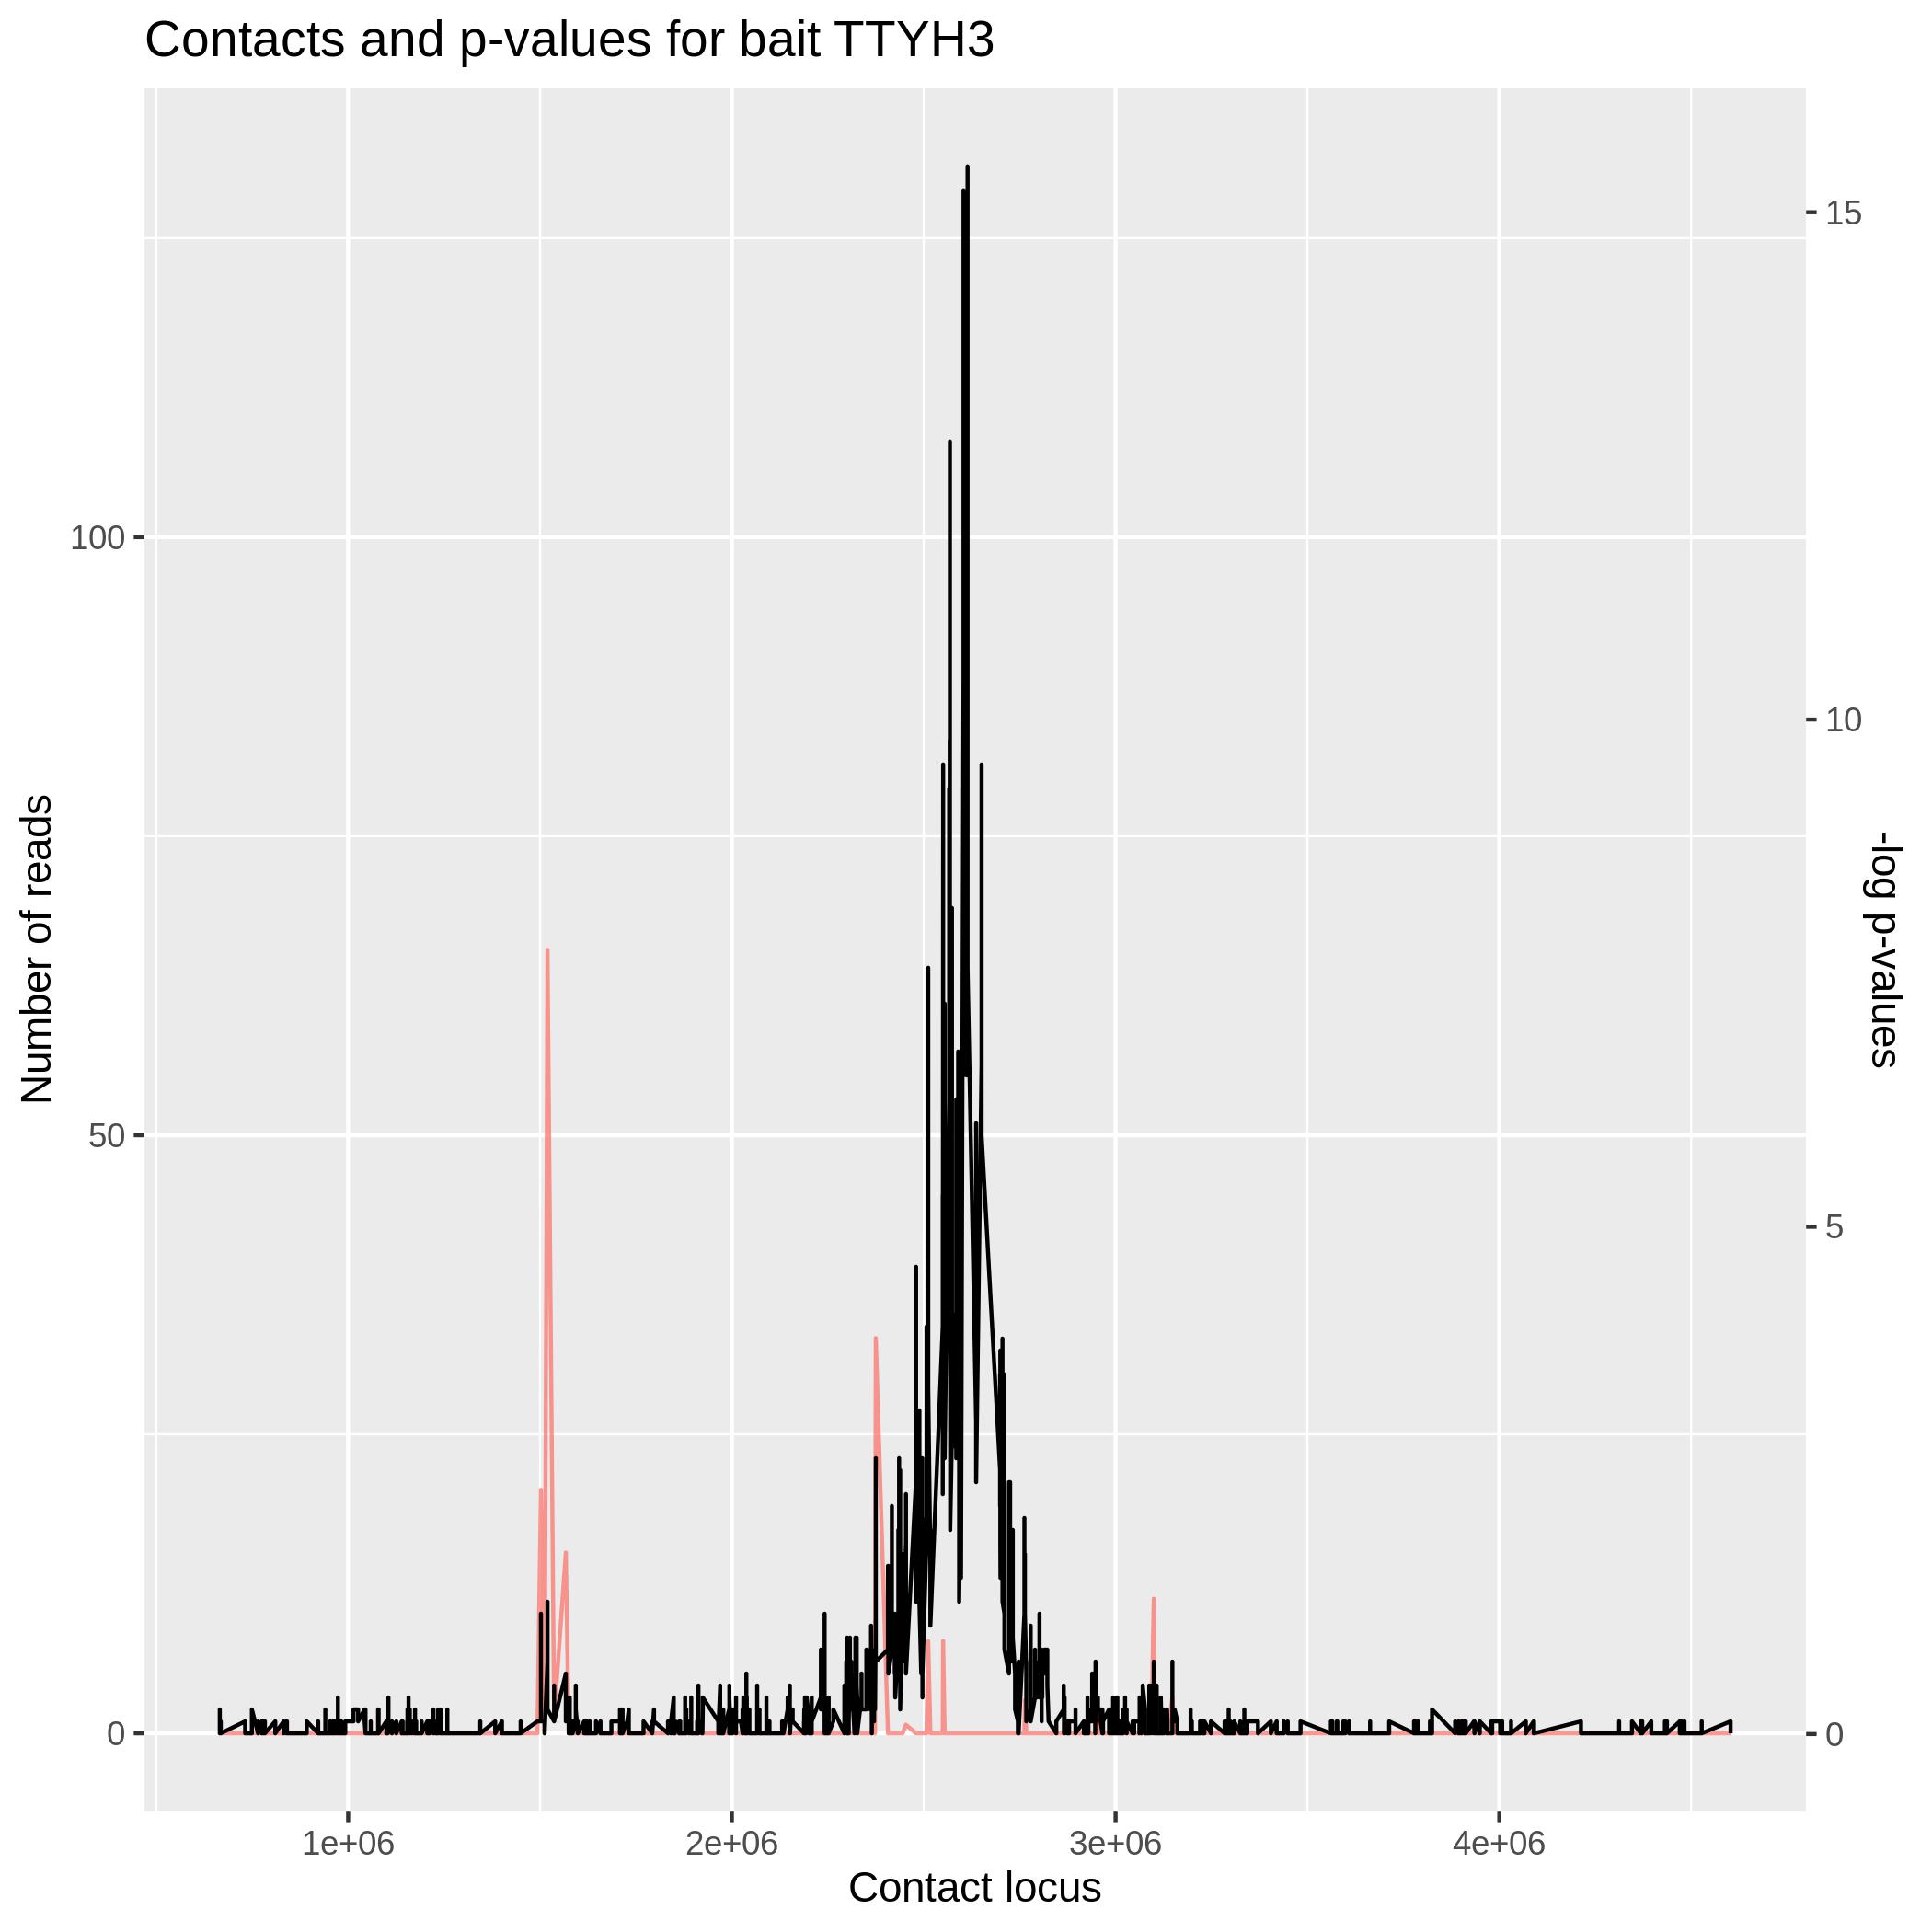 Contacts and p-values for bait TTYH3
Number of reads
100
50
0
15
10
5
0
-log p-values
1e+06
2e+06
3e+06
4e+06
Contact locus